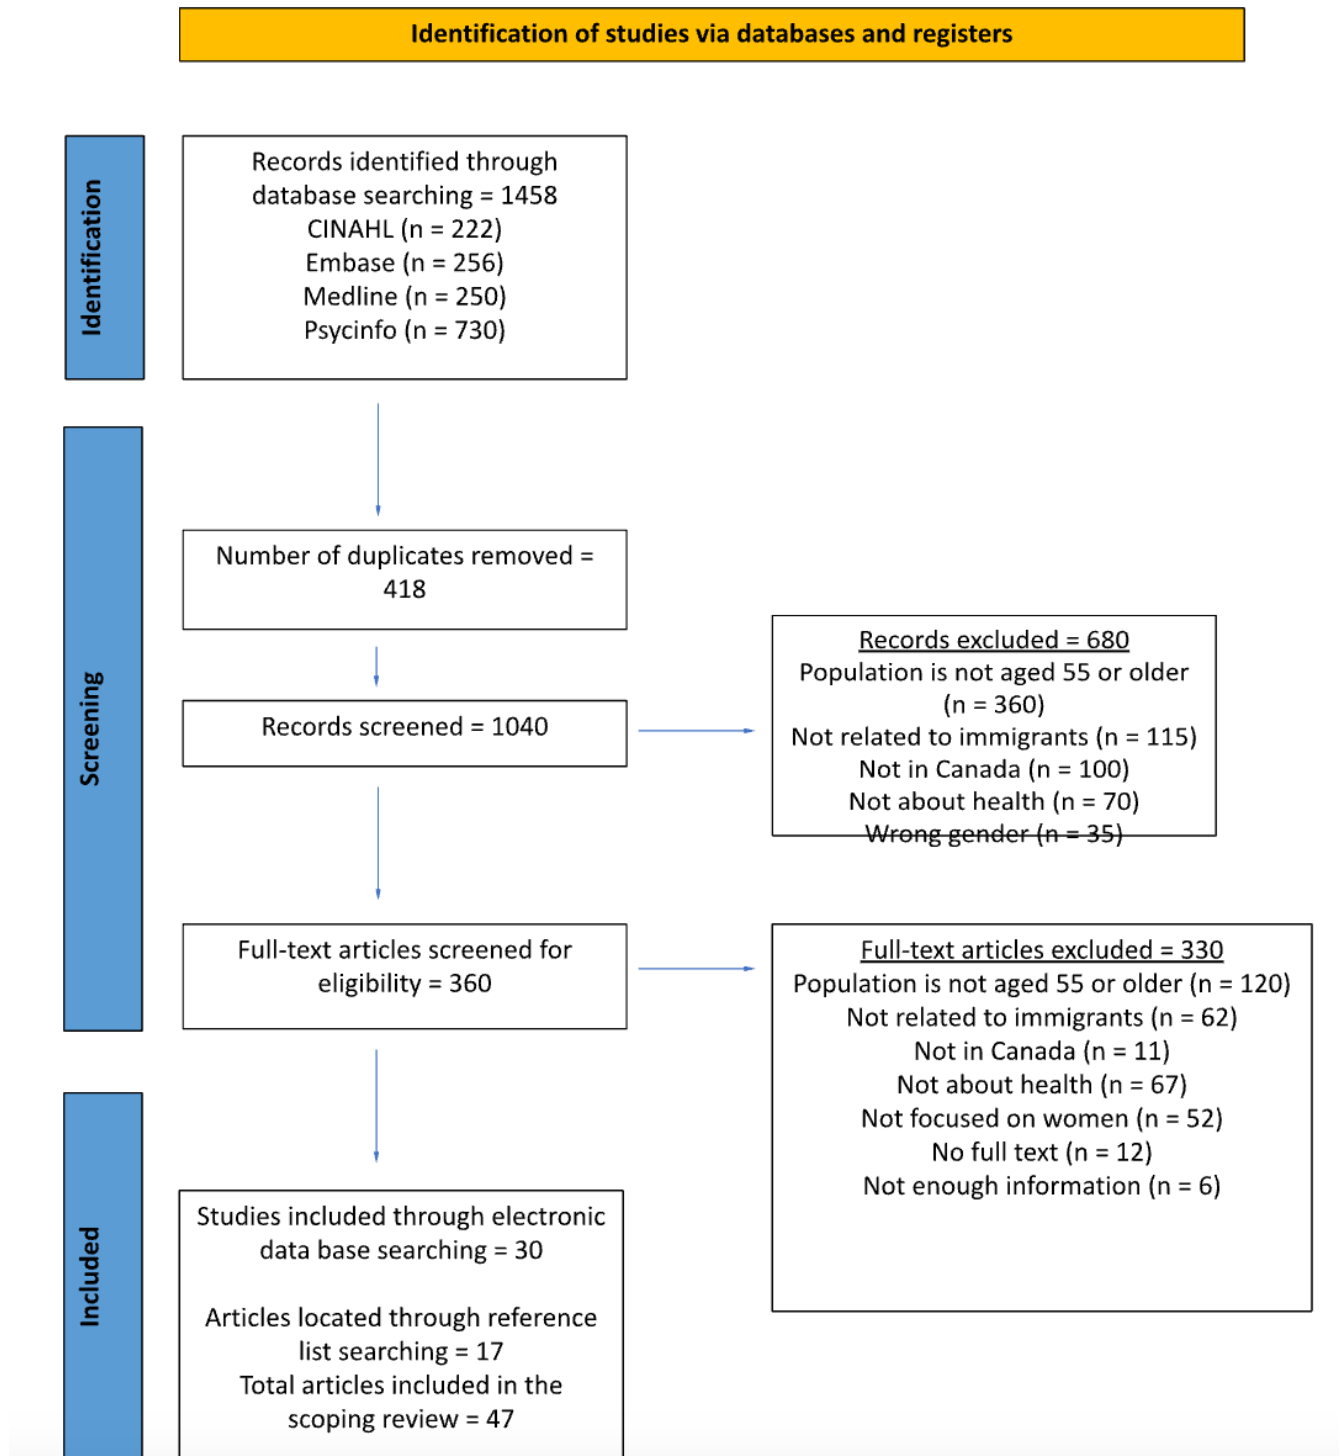 Identification of studies via databases and registers
Identification
Records identified through
database searching = 1458
CINAHL (n = 222)
Embase (n = 256)
Medline (n = 250)
Psycinfo (n = 730)
Screening
Number of duplicates removed =
418
Records screened = 1040
Records excluded = 680
Population is not aged 55 or older
(n = 360)
Not related to immigrants (n = 115)
Not in Canada (n = 100)
Not about health (n = 70)
Wrong gender (n = 35)
Full-text articles screened for
eligibility = 360
Full-text articles excluded = 330
Population is not aged 55 or older (n = 120)
Not related to immigrants (n = 62)
Not in Canada (n = 11)
Not about health (n = 67)
Not focused on women (n = 52)
No full text (n = 12)
Not enough information (n = 6)
Included
Studies included through electronic
data base searching = 30
Articles located through reference
list searching = 17
Total articles included in the
scoping review = 47